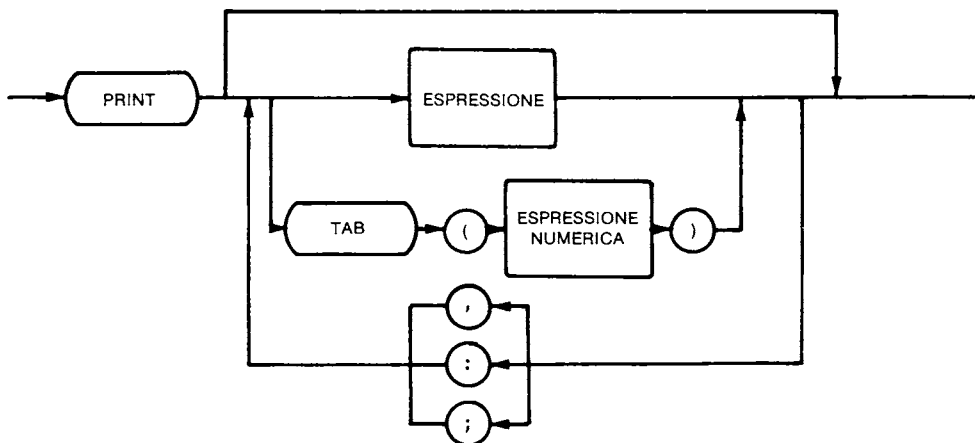 PRINT
ESPRESSIONE
TAB
(
ESPRESSIONE
NUMERICA
)
,
:
;